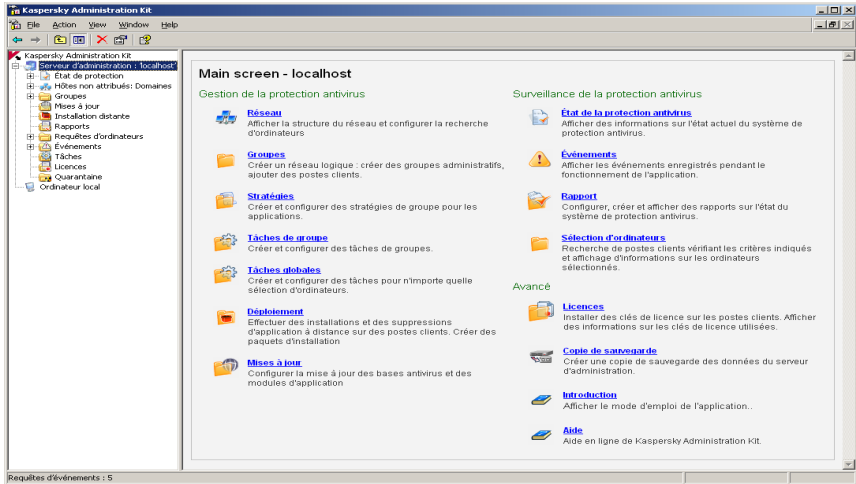 Kaspersky Administration Kit
File Action View Window Help
Kaspersky Administration Kit
Serveur d'administration : 'localhost'
État de protection
Hôtes non attribués: Domaines
Groupes
Mises à jour
Installation distante
Rapports
Requêtes d'ordinateurs
Événements
Tâches
Licences
Quarantaine
Ordinateur local
Main screen - localhost
Gestion de la protection antivirus
Réseau
Afficher la structure du réseau et configurer la recherche
d'ordinateurs
Groupes
Créer un réseau logique : créer des groupes administratifs,
ajouter des postes clients.
Stratégies
Créer et configurer des stratégies de groupe pour les
applications.
Tâches de groupe
Créer et configurer des tâches de groupes.
Tâches globales
Créer et configurer des tâches pour n'importe quelle
sélection d'ordinateurs.
Déploiement
Effectuer des installations et des suppressions
d'application à distance sur des postes clients. Créer des
paquets d'installation
Mises à jour
Configurer la mise à jour des bases antivirus et des
modules d'application
Surveillance de la protection antivirus
État de la protection antivirus
Afficher des informations sur l'état actuel du système de
protection antivirus.
Événements
Afficher les événements enregistrés pendant le
fonctionnement de l'application.
Rapport
Configurer, créer et afficher des rapports sur l'état du
système de protection antivirus.
Sélection d'ordinateurs
Recherche de postes clients vérifiant les critères indiqués
et affichage d'informations sur les ordinateurs
sélectionnés.
Avancé
Licences
Installer des clés de licence sur les postes clients. Afficher
des informations sur les clés de licence utilisées.
Copie de sauvegarde
Créer une copie de sauvegarde des données du serveur
d'administration.
Introduction
Afficher le mode d'emploi de l'application..
Aide
Aide en ligne de Kaspersky Administration Kit.
Requêtes d'événements : 5